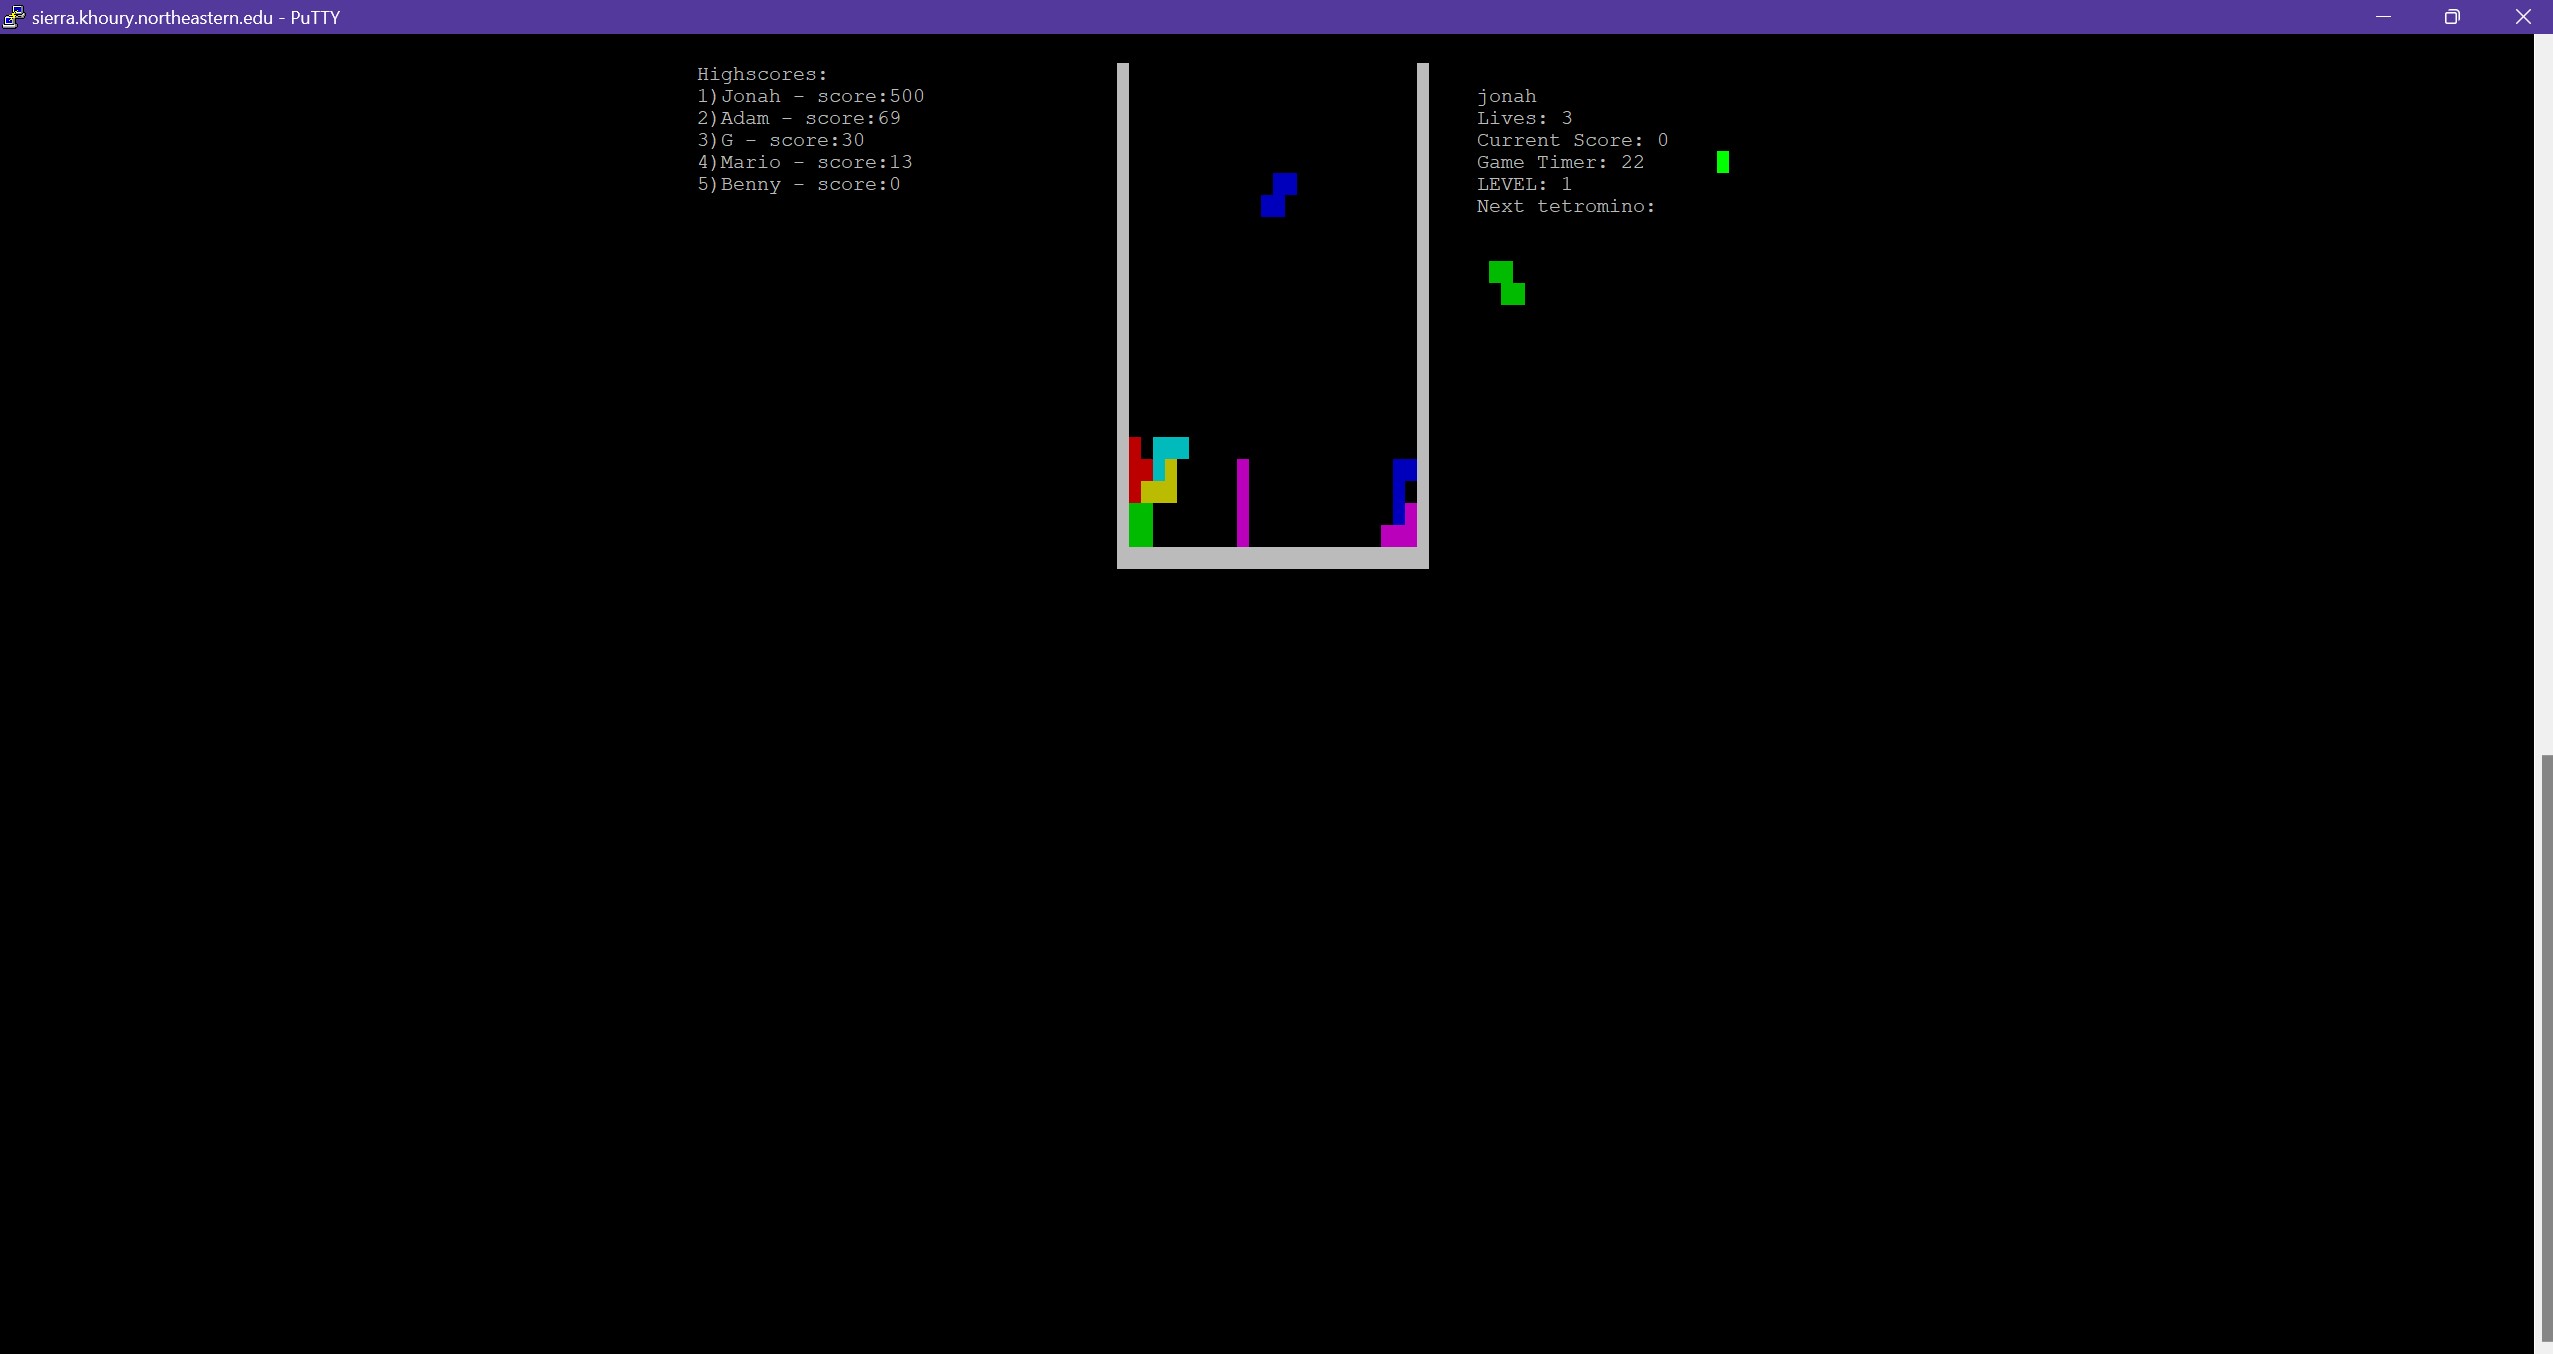 sierra.khoury.northeastern.edu - PuTTY
Highscores:
1)Jonah - score:500
2)Adam - score:69
3)G - score:30
4)Mario - score:13
5)Benny - score:0
jonah
Lives: 3
Current Score: 0
Game Timer: 22
LEVEL: 1
Next tetromino: